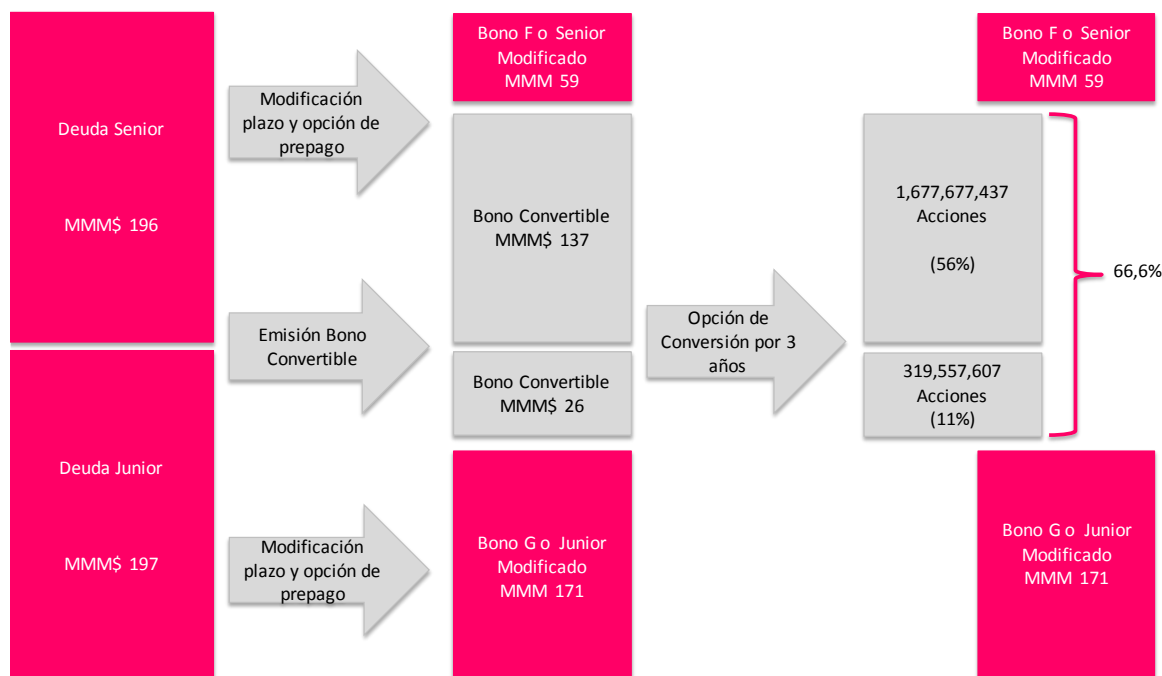 Deuda Senior
MMM$ 196
Deuda Junior
MMM$ 197
Modificación
plazo y opción de
prepago
Emisión Bono
Convertible
Modificación
plazo y opción de
prepago
Bono F o Senior
Modificado
MMM 59
Bono Convertible
MMM$ 137
Bono Convertible
MMM$ 26
Bono G o Junior
Modificado
MMM 171
Opción de
Conversión por 3
años
Bono F o Senior
Modificado
MMM 59
1,677,677,437
Acciones
(56%)
319,557,607
Acciones
(11%)
66,6%
Bono G o Junior
Modificado
MMM 171